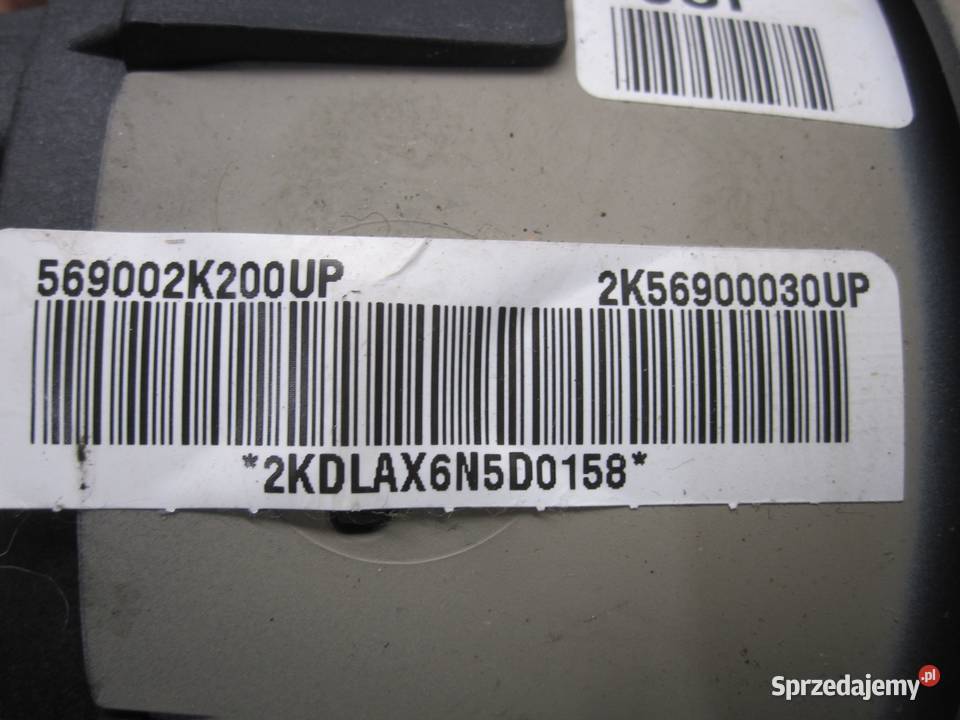 569002K200UP 2K56900030UP
*2KDLAX6N5D0158*
Sprzedajemy.pl